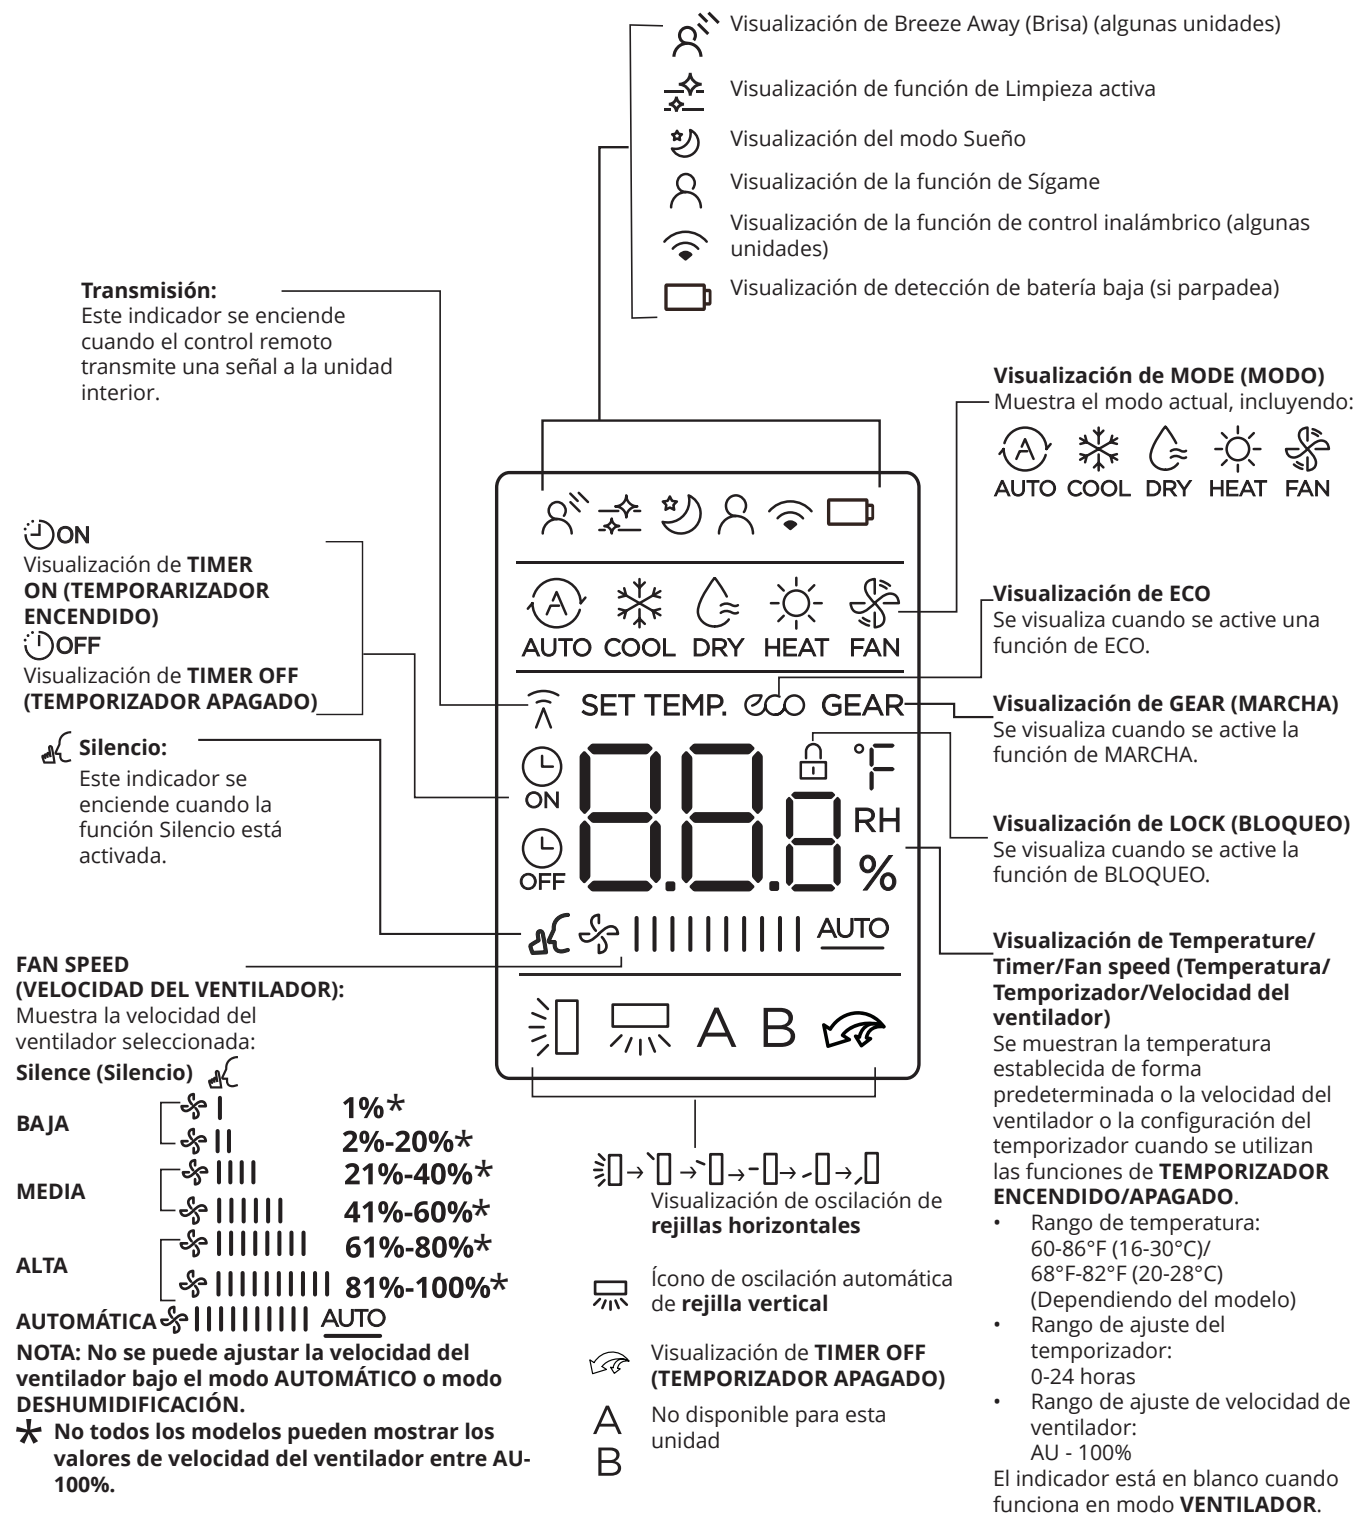 Visualización de Breeze Away (Brisa) (algunas unidades)
Visualización de función de Limpieza activa
Visualización del modo Sueño
Visualización de la función de Sígame
Visualización de la función de control inalámbrico (algunas
unidades)
Visualización de detección de batería baja (si parpadea)
Transmisión:
Este indicador se enciende
cuando el control remoto
transmite una señal a la unidad
interior.
Visualización de MODE (MODO)
Muestra el modo actual, incluyendo:
A
AUTO COOL DRY HEAT FAN
ON
Visualización de TIMER
ON (TEMPORARIZADOR
ENCENDIDO)
OFF
Visualización de TIMER OFF
(TEMPORIZADOR APAGADO)
Silencio:
Este indicador se
enciende cuando la
función Silencio está
activada.
A
AUTO COOL DRY HEAT FAN
SET TEMP. eco GEAR
ON
OFF
88.8
°F
RH
%
AUTO
A B
Visualización de ECO
Se visualiza cuando se active una
función de ECO.
Visualización de GEAR (MARCHA)
Se visualiza cuando se active la
función de MARCHA.
Visualización de LOCK (BLOQUEO)
Se visualiza cuando se active la
función de BLOQUEO.
Visualización de Temperature/
Timer/Fan speed (Temperatura/
Temporizador/Velocidad del
ventilador)
Se muestran la temperatura
establecida de forma
predeterminada o la velocidad del
ventilador o la configuración del
temporizador cuando se utilizan
las funciones de TEMPORIZADOR
ENCENDIDO/APAGADO.
• Rango de temperatura:
60-86°F (16-30°C)/
68°F-82°F (20-28°C)
(Dependiendo del modelo)
• Rango de ajuste del
temporizador:
0-24 horas
• Rango de ajuste de velocidad de
ventilador:
AU - 100%
El indicador está en blanco cuando
funciona en modo VENTILADOR.
FAN SPEED
(VELOCIDAD DEL VENTILADOR):
Muestra la velocidad del
ventilador seleccionada:
Silence (Silencio)
BAJA
1%*
2%-20%*
MEDIA
21%-40%*
41%-60%*
ALTA
61%-80%*
81%-100%*
AUTOMÁTICA AUTO
NOTA: No se puede ajustar la velocidad del
ventilador bajo el modo AUTOMÁTICO o modo
DESHUMIDIFICACIÓN.
* No todos los modelos pueden mostrar los
valores de velocidad del ventilador entre AU-
100%.
Visualización de oscilación de
rejillas horizontales
Ícono de oscilación automática
de rejilla vertical
Visualización de TIMER OFF
(TEMPORIZADOR APAGADO)
A
B
No disponible para esta
unidad